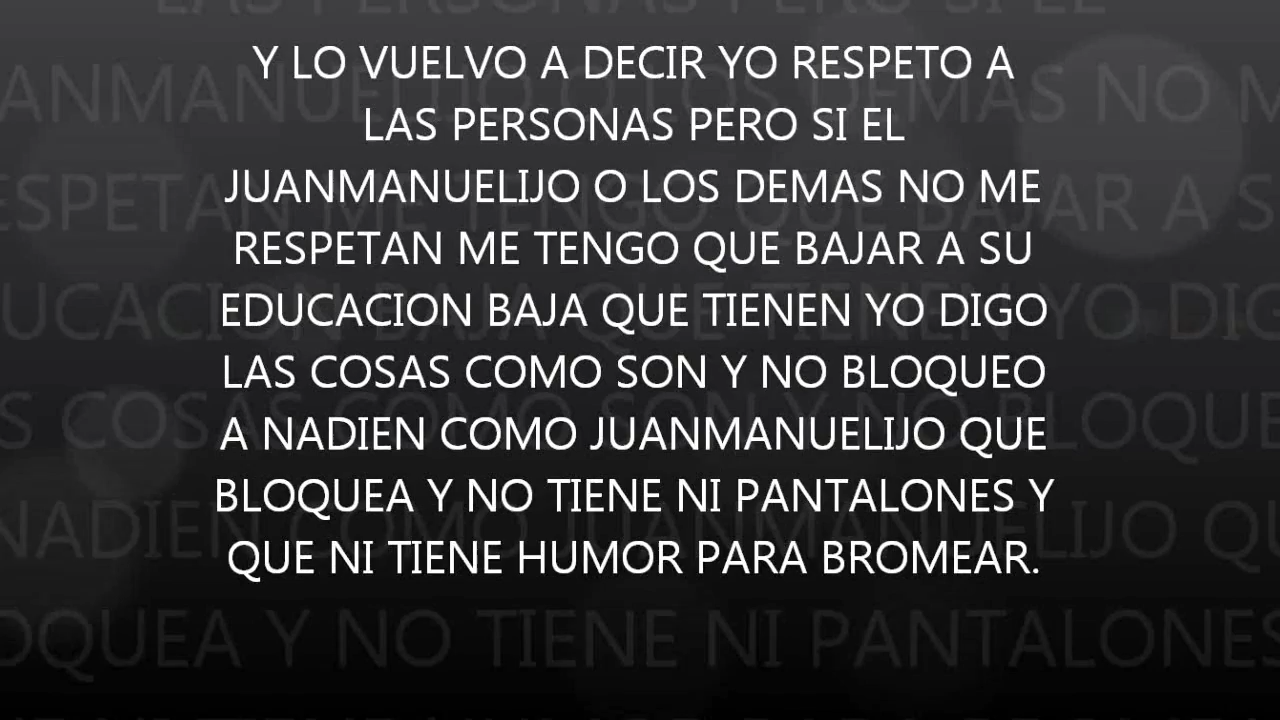 Y LO VUELVO A DECIR YO RESPETO A
LAS PERSONAS PERO SI EL
JUANMANUELIJO O LOS DEMAS NO ME
RESPETAN ME TENGO QUE BAJAR A SU
EDUCACION BAJA QUE TIENEN YO DIGO
LAS COSAS COMO SON Y NO BLOQUEO
A NADIEN COMO JUANMANUELIJO QUE
BLOQUEA Y NO TIENE NI PANTALONES Y
QUE NI TIENE HUMOR PARA BROMEAR.